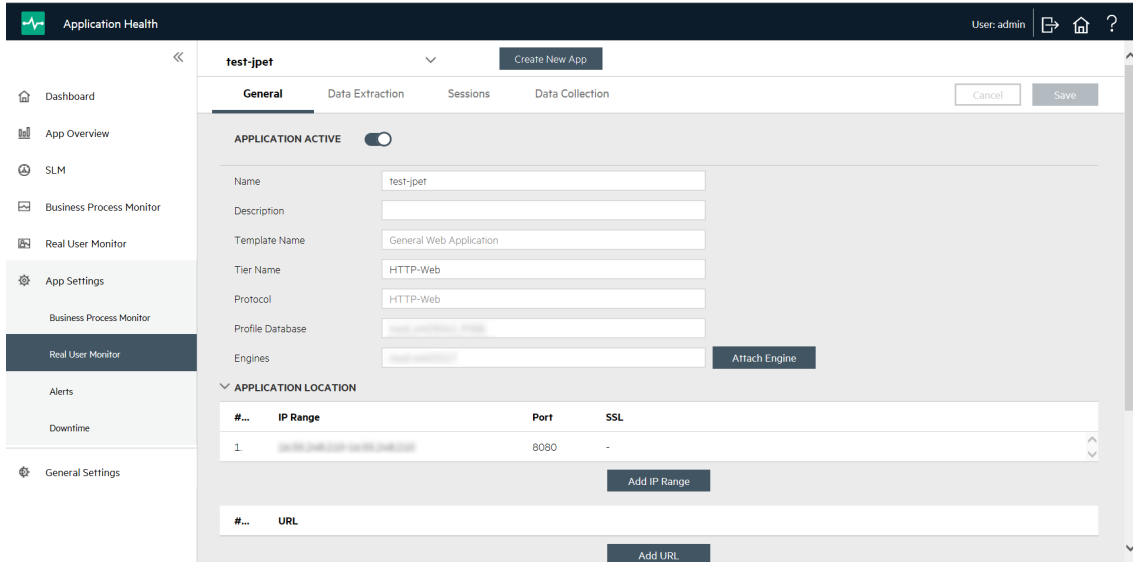 Application Health
User: admin
?
test-jpet
Create New App
General Data Extraction Sessions Data Collection
Cancel Save
Dashboard
App Overview
SLM
Business Process Monitor
Real User Monitor
App Settings
Business Process Monitor
Real User Monitor
Alerts
Downtime
General Settings
APPLICATION ACTIVE
Name test-jpet
Description
Template Name General Web Application
Tier Name HTTP-Web
Protocol HTTP-Web
Profile Database
Engines
Attach Engine
APPLICATION LOCATION
#... IP Range Port SSL
1. 8080 -
Add IP Range
#... URL
Add URL